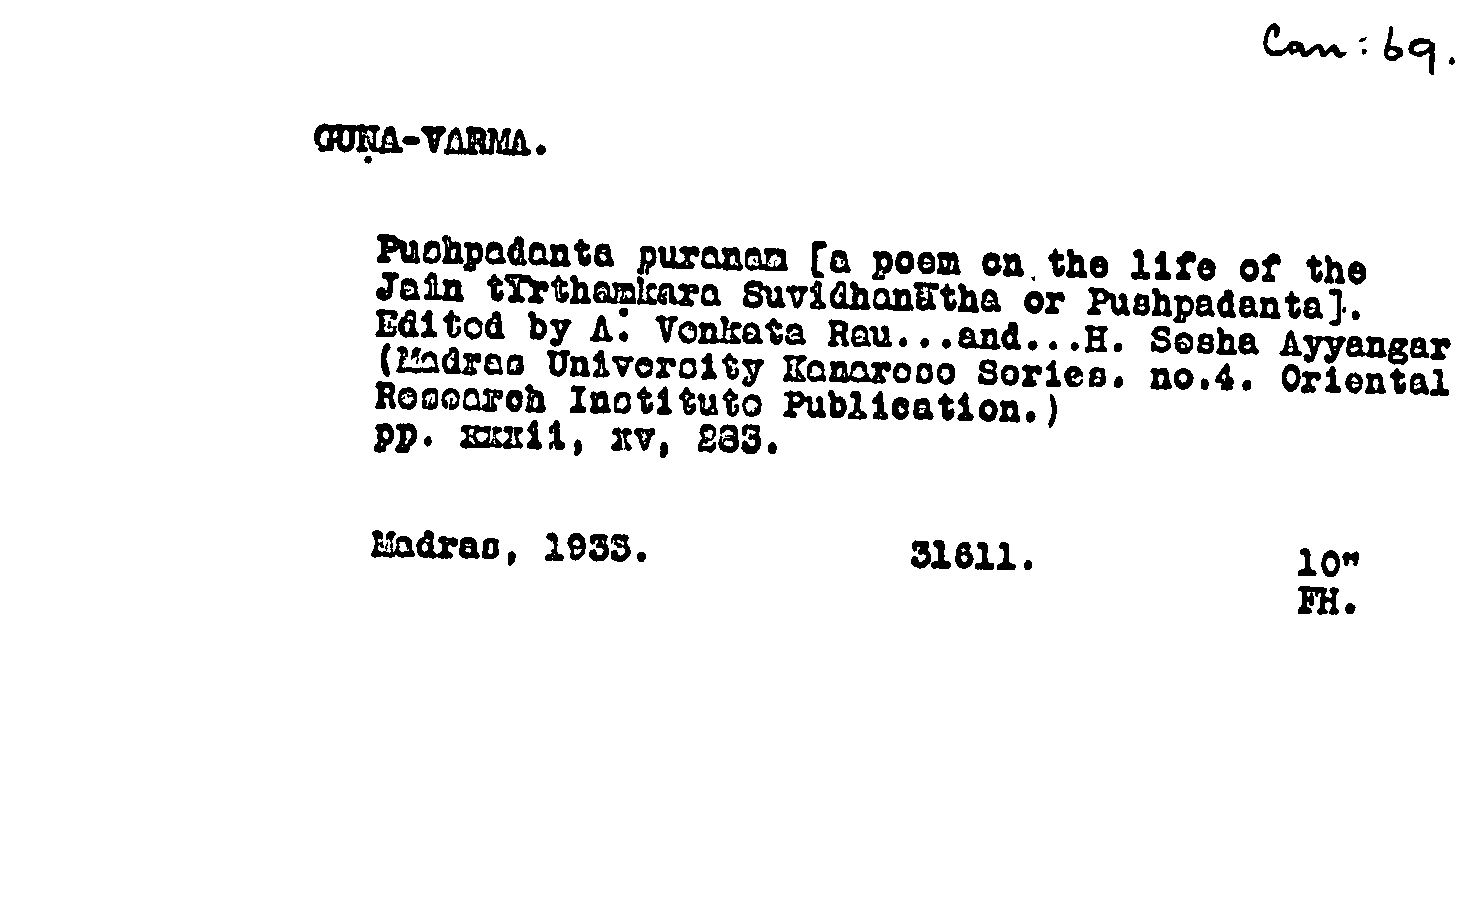 Can: 69.
GUṆA-VARMA.
Pushpadanta puranam [a poem on the life of the
Jain tīrthaṃkara Suvidhanātha or Pushpadanta].
Edited by A. Venkata Rau...and...H. Sesha Ayyangar
(Madras University Kanarese Series. no.4. Oriental
Research Institute Publication.)
pp. xxxii, xv, 283.
Madras, 1933. 31611. 10"
FH.